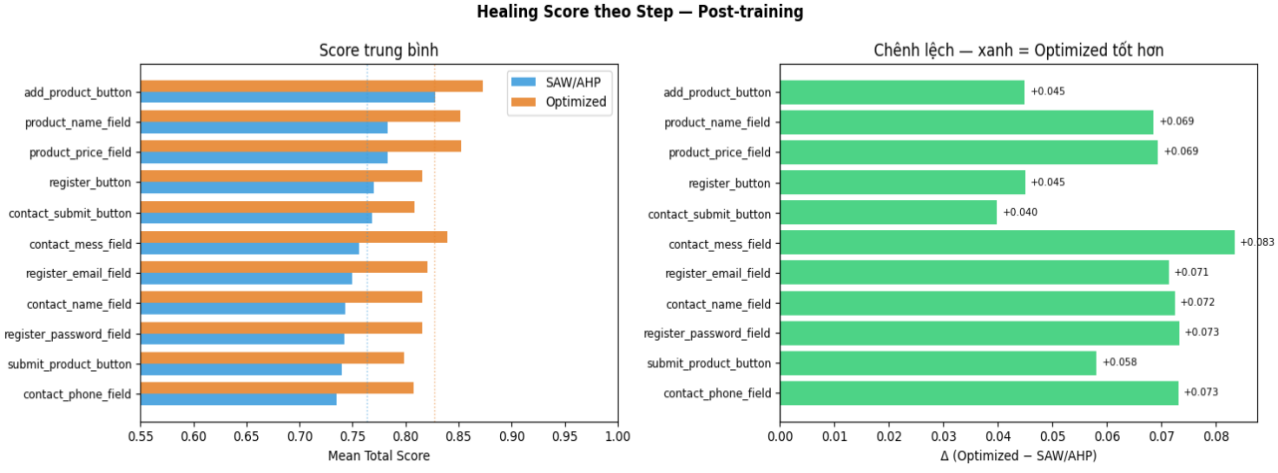 Healing Score theo Step — Post-training
Score trung bình
SAW/AHP
Optimized
add_product_button
product_name_field
product_price_field
register_button
contact_submit_button
contact_mess_field
register_email_field
contact_name_field
register_password_field
submit_product_button
contact_phone_field
0.55 0.60 0.65 0.70 0.75 0.80 0.85 0.90 0.95 1.00
Mean Total Score
Chênh lệch — xanh = Optimized tốt hơn
add_product_button +0.045
product_name_field +0.069
product_price_field +0.069
register_button +0.045
contact_submit_button +0.040
contact_mess_field +0.083
register_email_field +0.071
contact_name_field +0.072
register_password_field +0.073
submit_product_button +0.058
contact_phone_field +0.073
0.00 0.01 0.02 0.03 0.04 0.05 0.06 0.07 0.08
Δ (Optimized − SAW/AHP)